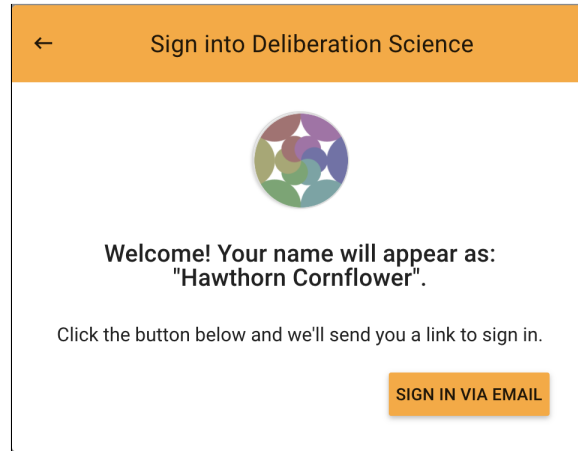 Sign into Deliberation Science
Welcome! Your name will appear as:
"Hawthorn Cornflower".
Click the button below and we'll send you a link to sign in.
SIGN IN VIA EMAIL